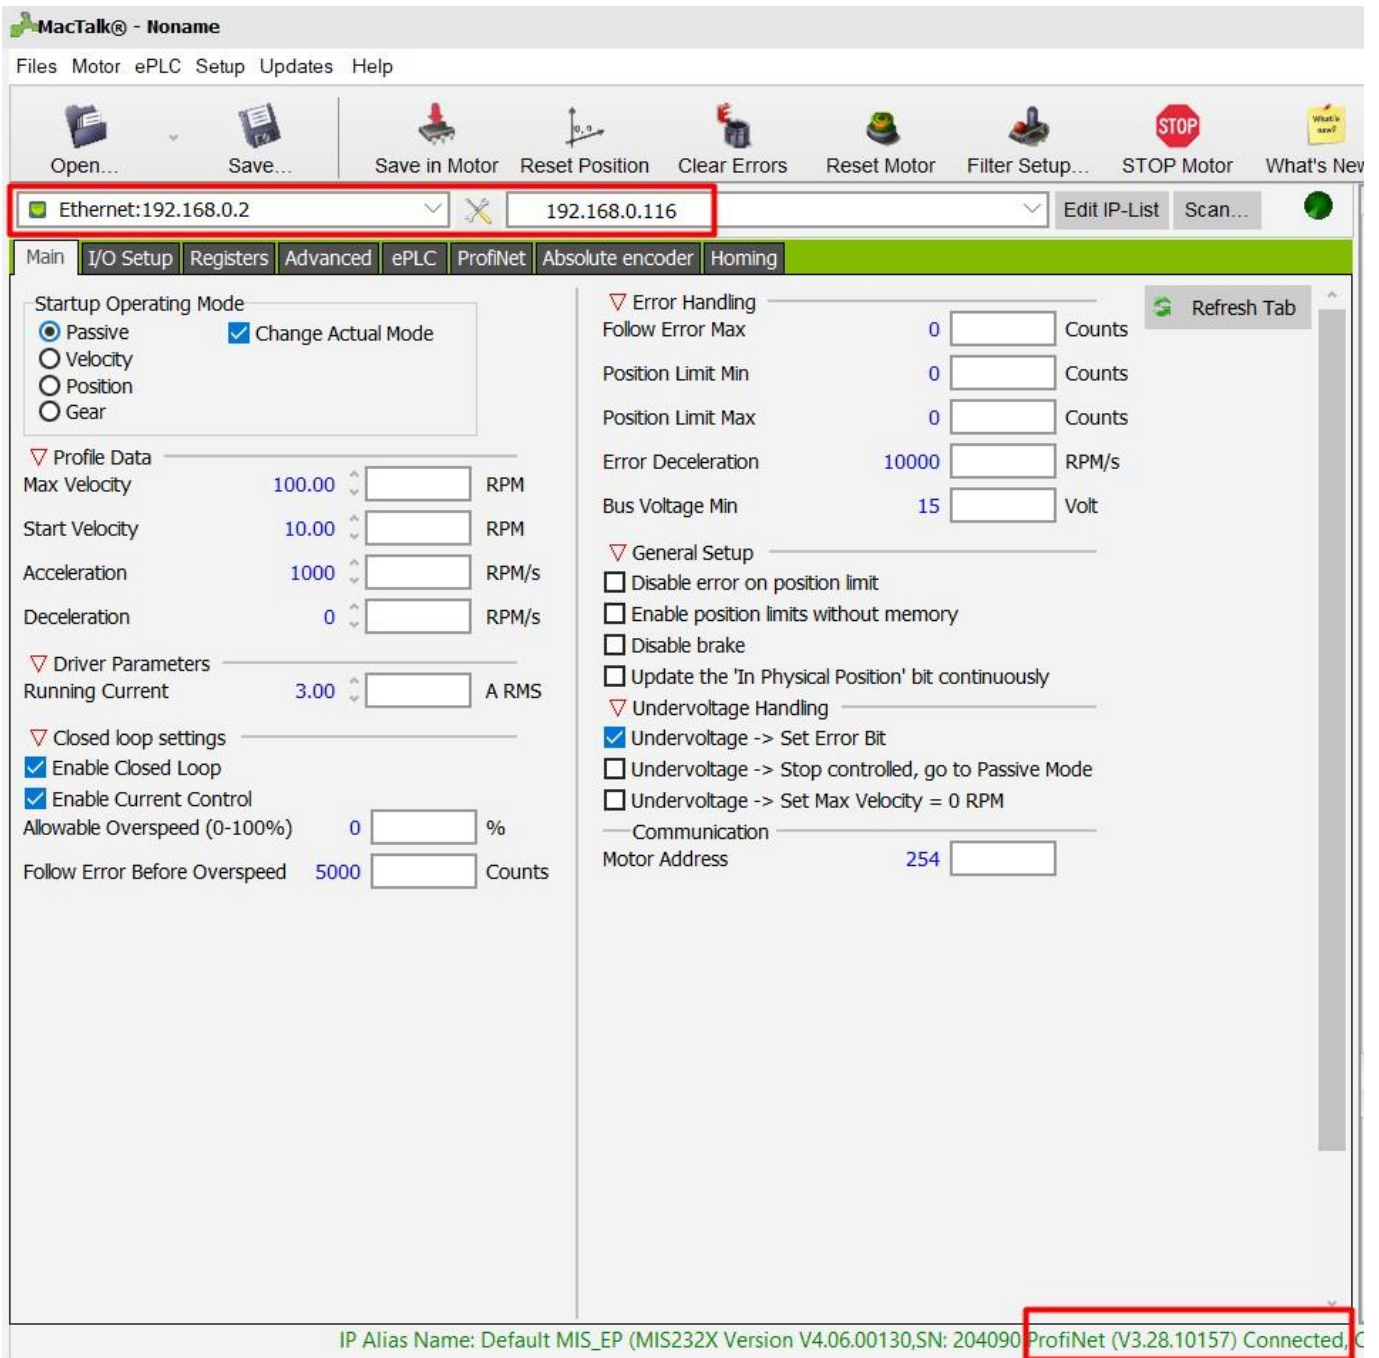 MacTalk® - Noname
Files Motor ePLC Setup Updates Help
0,0
STOP
What's new?
Open... Save... Save in Motor Reset Position Clear Errors Reset Motor Filter Setup... STOP Motor What's New
Ethernet:192.168.0.2 192.168.0.116 Edit IP-List Scan...
Main I/O Setup Registers Advanced ePLC ProfiNet Absolute encoder Homing
Startup Operating Mode
Passive Change Actual Mode
Velocity
Position
Gear
Profile Data
Max Velocity 100.00 RPM
Start Velocity 10.00 RPM
Acceleration 1000 RPM/s
Deceleration 0 RPM/s
Driver Parameters
Running Current 3.00 A RMS
Closed loop settings
Enable Closed Loop
Enable Current Control
Allowable Overspeed (0-100%) 0 %
Follow Error Before Overspeed 5000 Counts
Error Handling
Refresh Tab
Follow Error Max 0 Counts
Position Limit Min 0 Counts
Position Limit Max 0 Counts
Error Deceleration 10000 RPM/s
Bus Voltage Min 15 Volt
General Setup
Disable error on position limit
Enable position limits without memory
Disable brake
Update the 'In Physical Position' bit continuously
Undervoltage Handling
Undervoltage -> Set Error Bit
Undervoltage -> Stop controlled, go to Passive Mode
Undervoltage -> Set Max Velocity = 0 RPM
Communication
Motor Address 254
IP Alias Name: Default MIS_EP (MIS232X Version V4.06.00130,SN: 204090 ProfiNet (V3.28.10157) Connected,